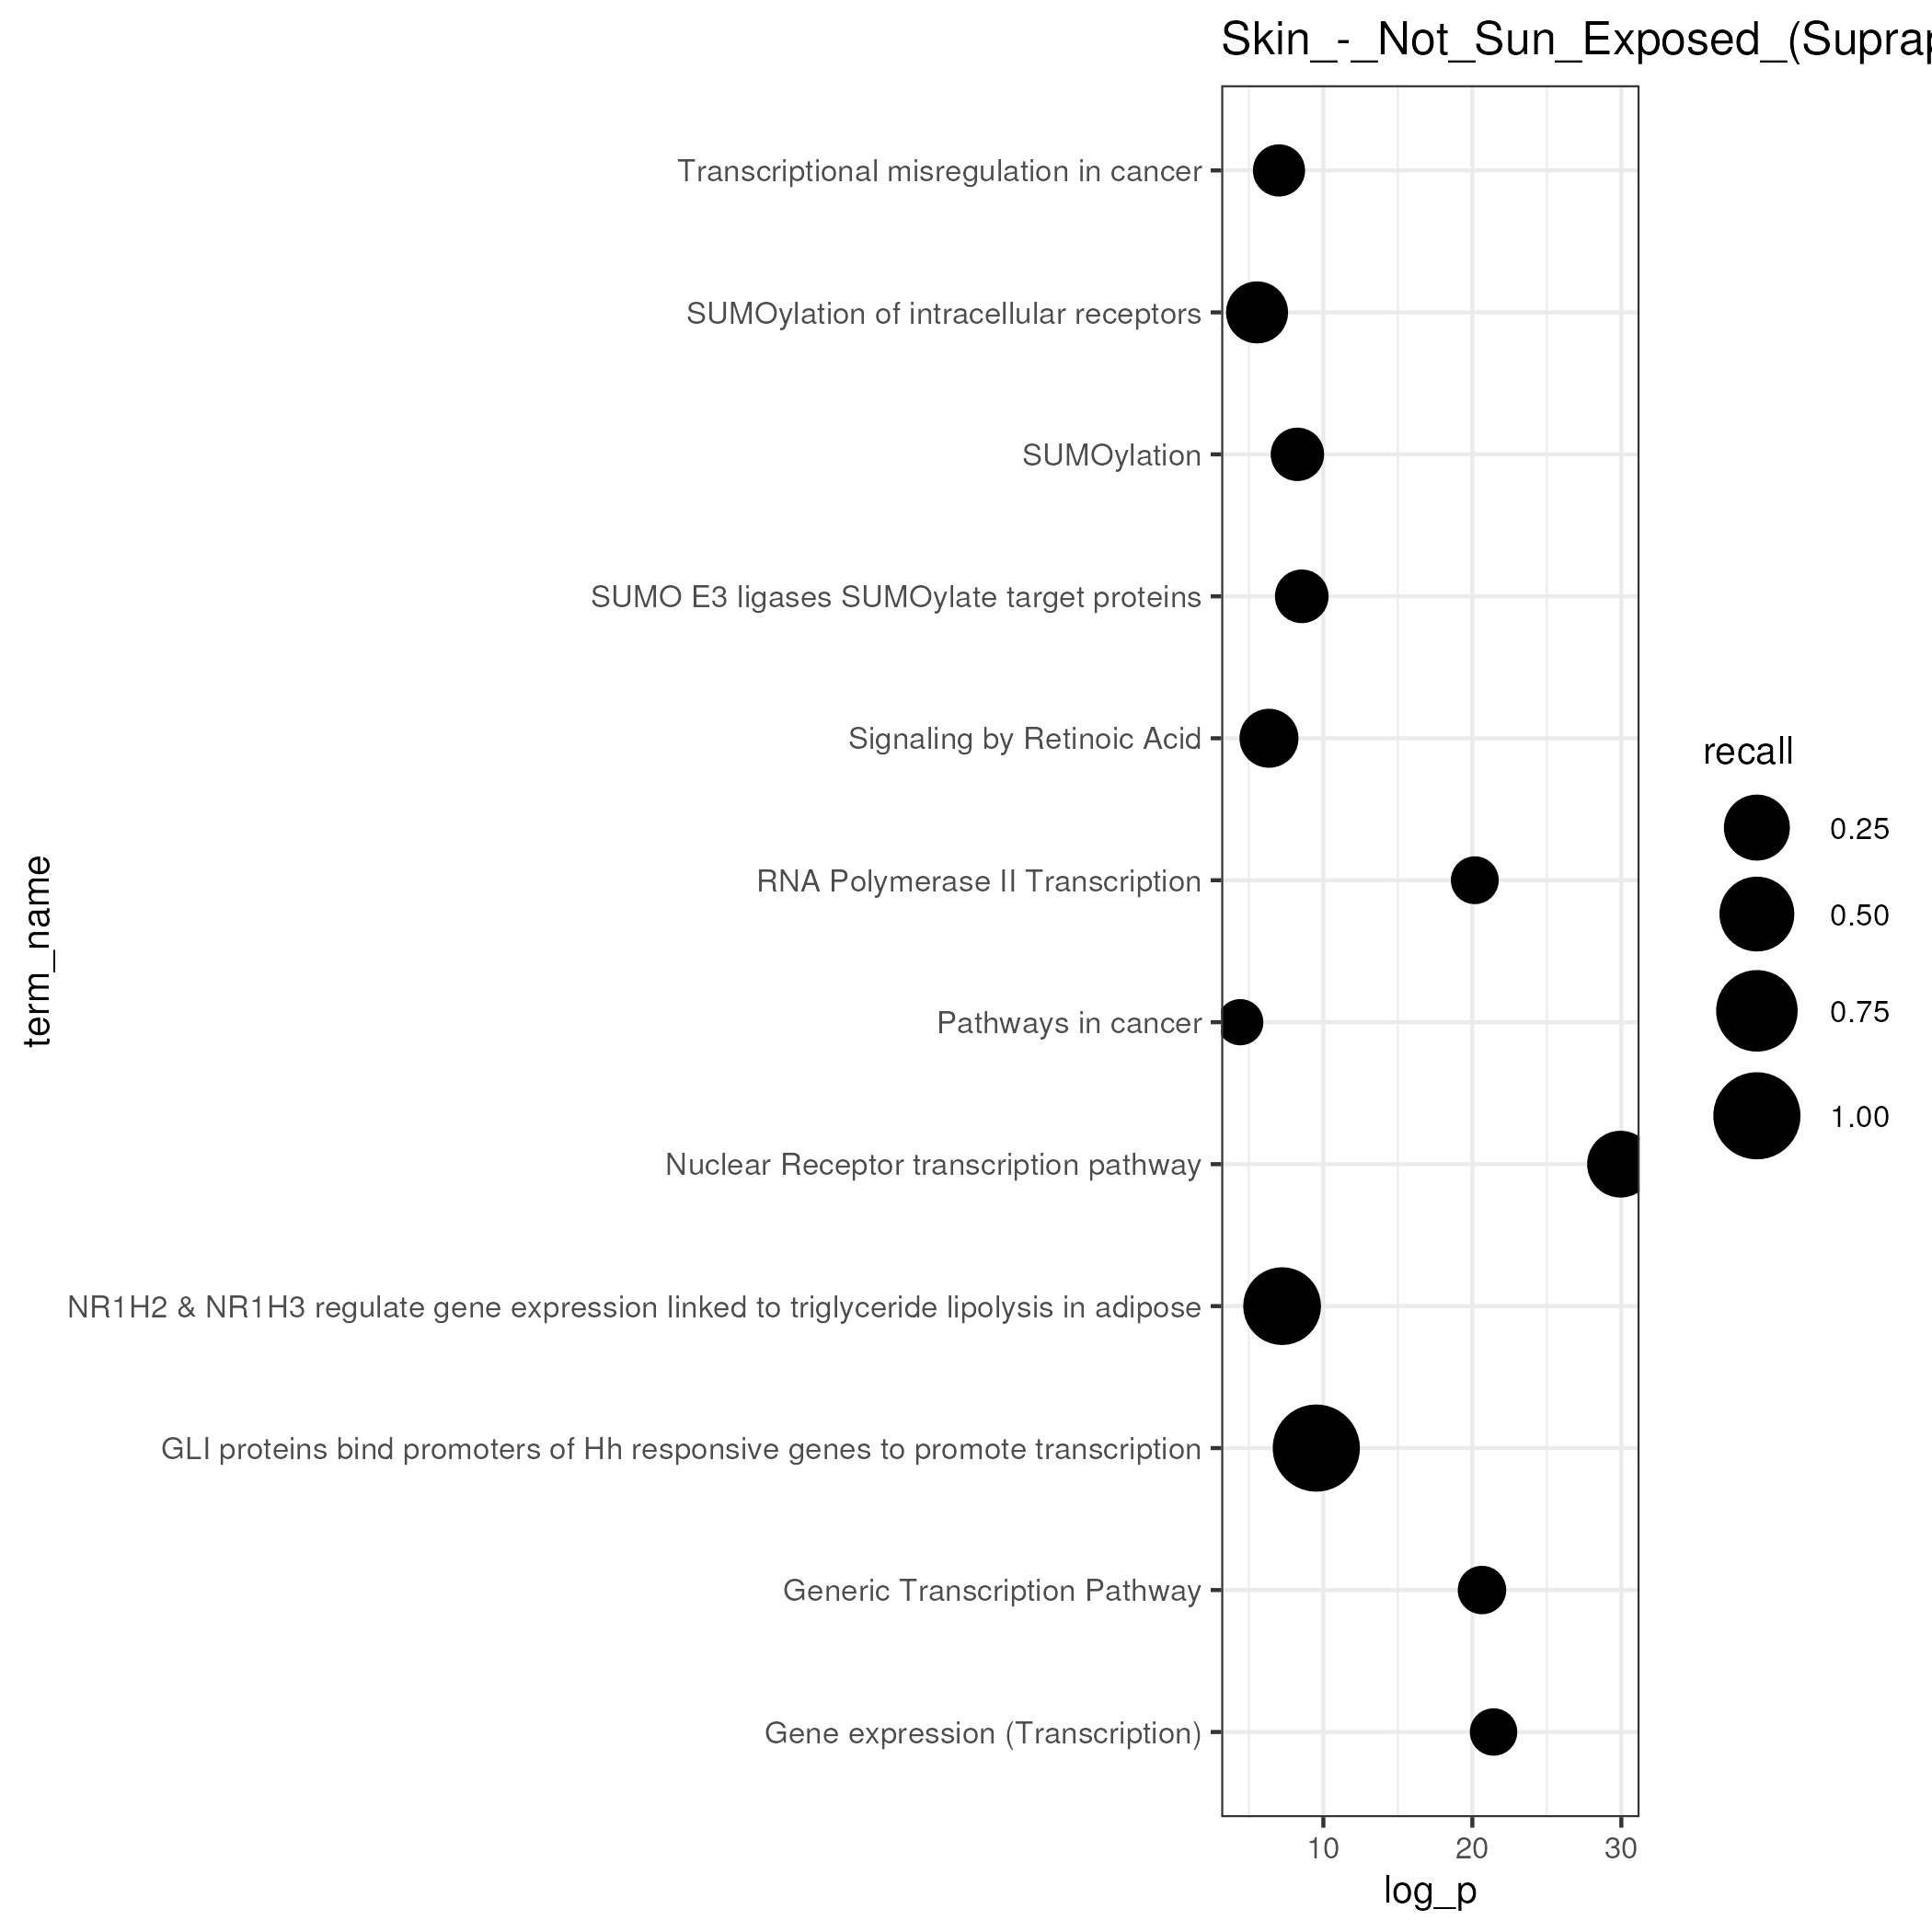 Skin_-_Not_Sun_Exposed_(Suprap
Transcriptional misregulation in cancer
SUMOylation of intracellular receptors
SUMOylation
SUMO E3 ligases SUMOylate target proteins
Signaling by Retinoic Acid
RNA Polymerase II Transcription
Pathways in cancer
Nuclear Receptor transcription pathway
NR1H2 & NR1H3 regulate gene expression linked to triglyceride lipolysis in adipose
GLI proteins bind promoters of Hh responsive genes to promote transcription
Generic Transcription Pathway
Gene expression (Transcription)
term_name
10 20 30
log_p
recall
0.25
0.50
0.75
1.00